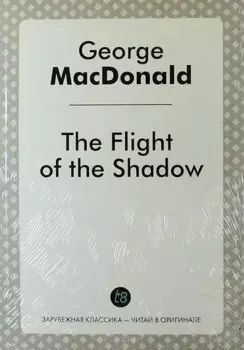 George
MacDonald
The Flight
of the Shadow
t8
ЗАРУБЕЖНАЯ КЛАССИКА — ЧИТАЙ В ОРИГИНАЛЕ